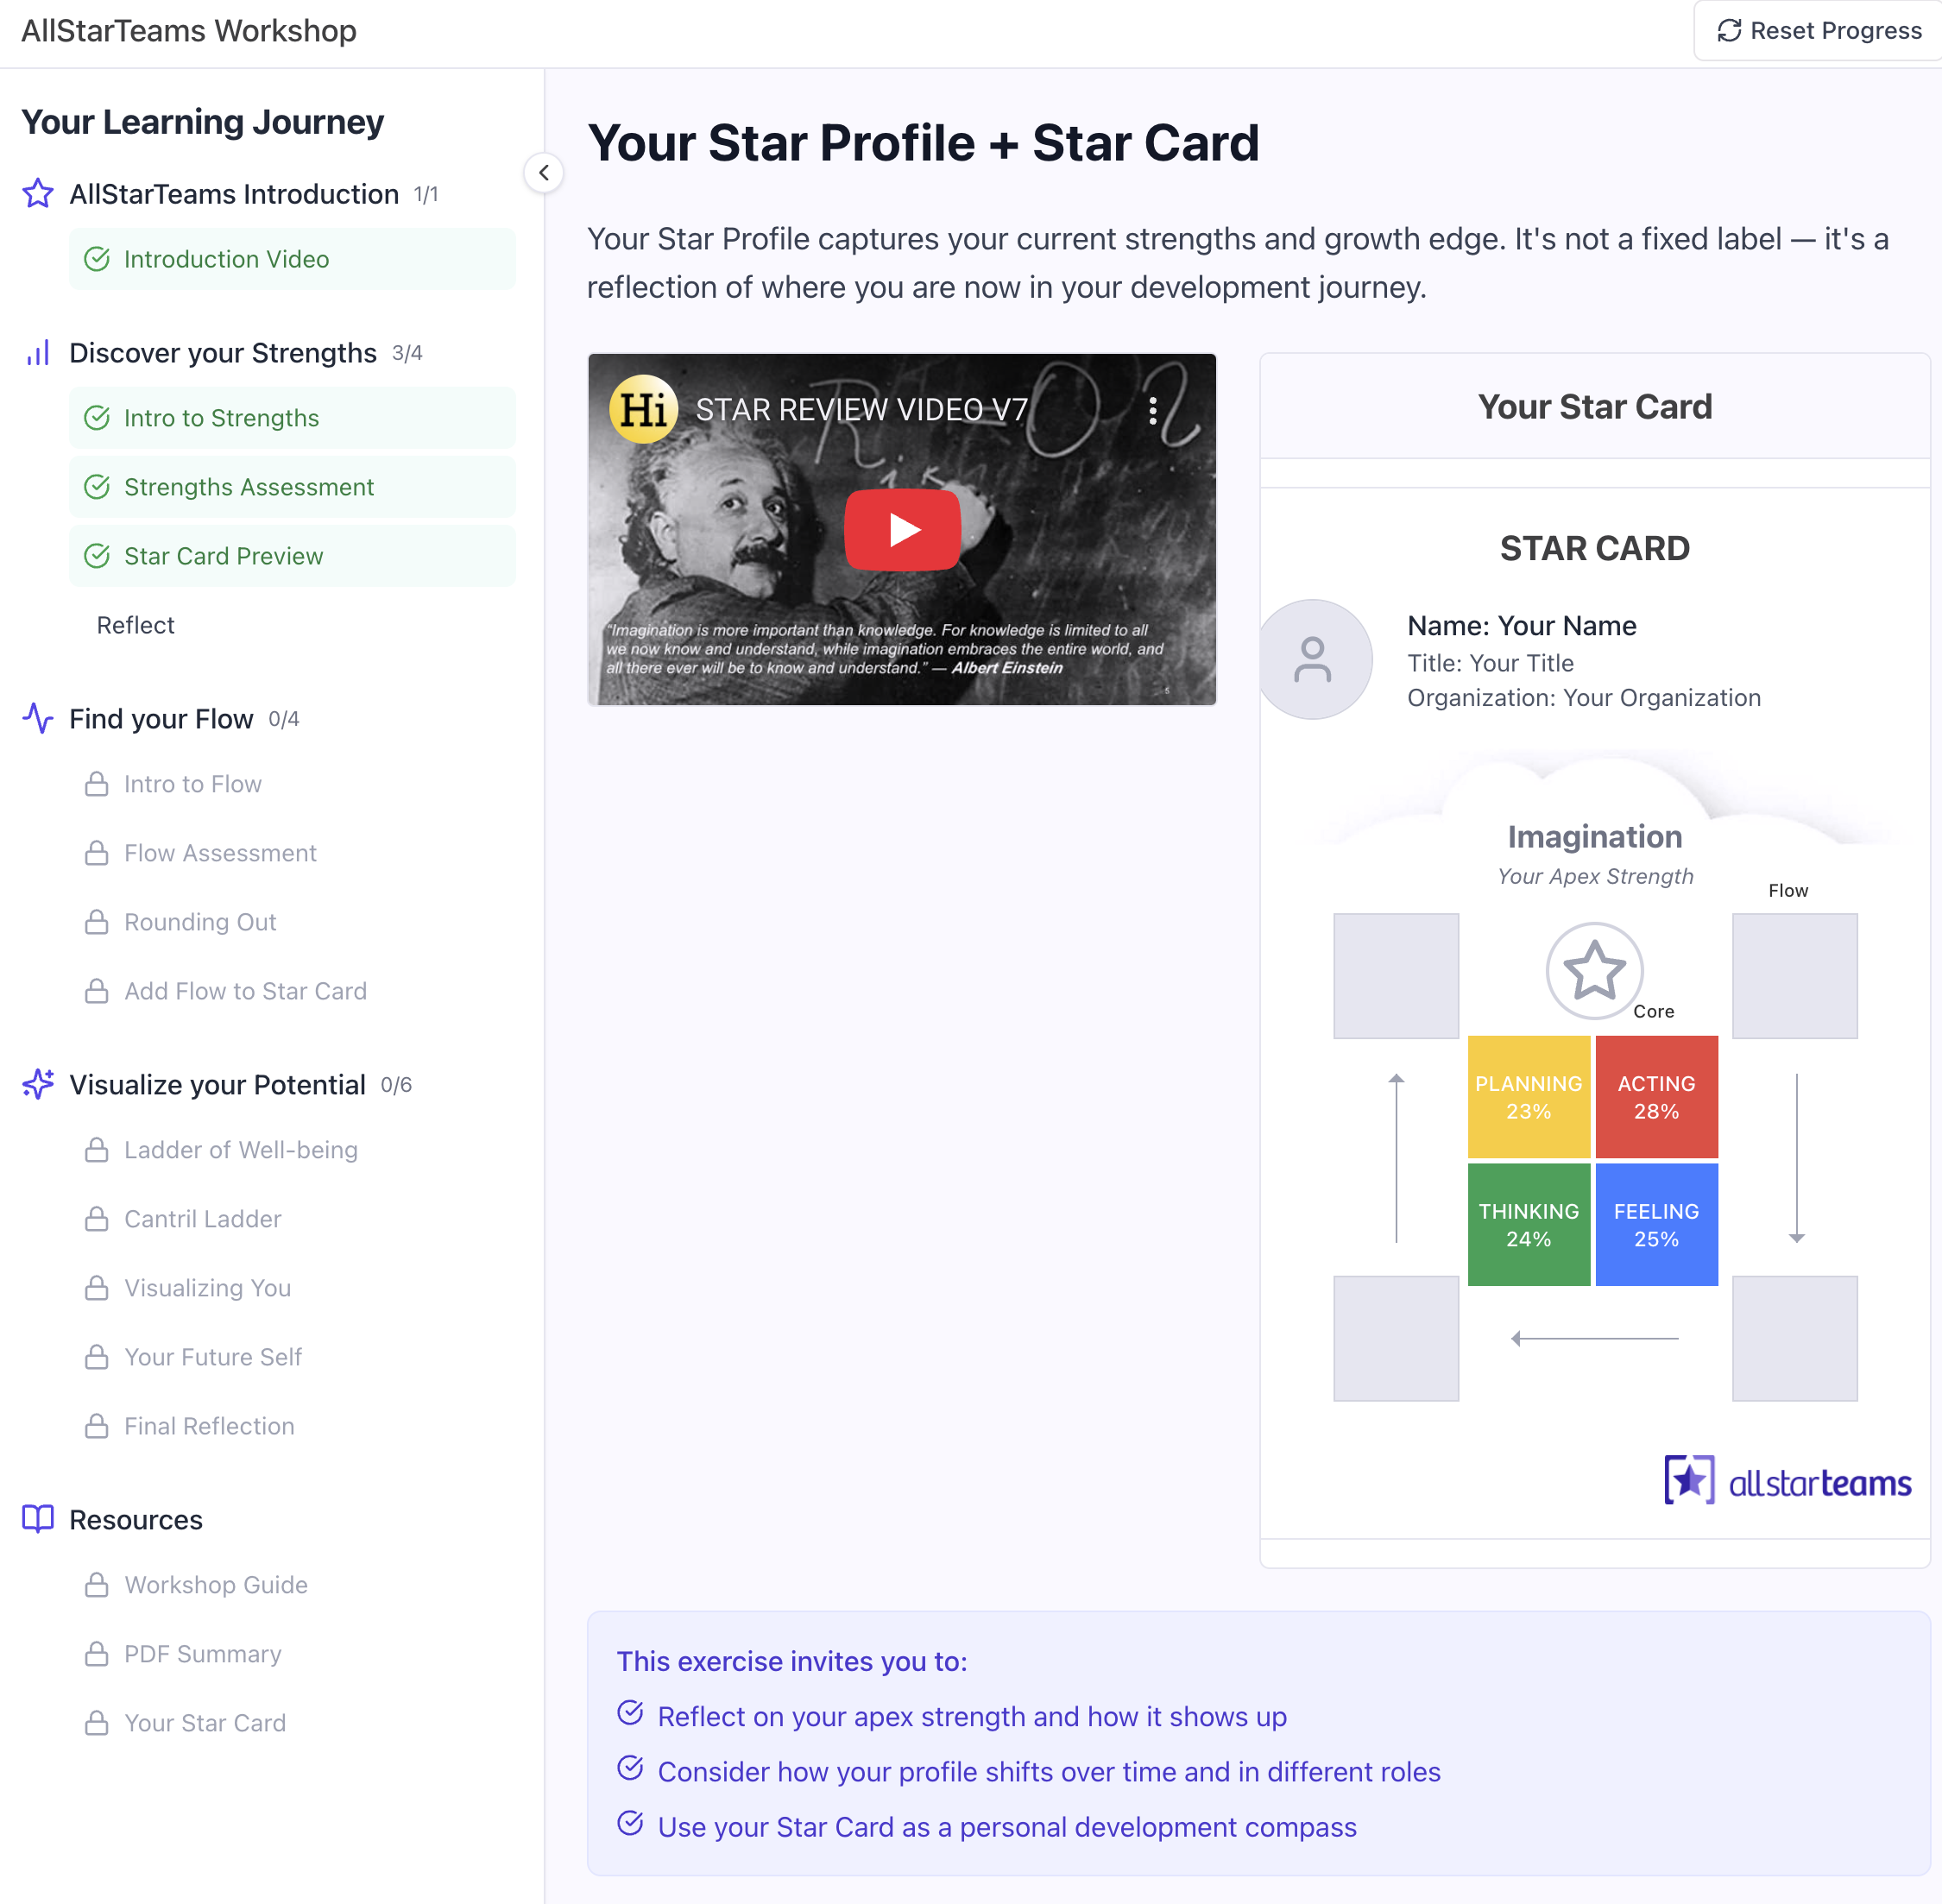 AllStarTeams Workshop
Reset Progress
Your Learning Journey
AllStarTeams Introduction 1/1
Introduction Video
Discover your Strengths 3/4
Intro to Strengths
Strengths Assessment
Star Card Preview
Reflect
Find your Flow 0/4
Intro to Flow
Flow Assessment
Rounding Out
Add Flow to Star Card
Visualize your Potential 0/6
Ladder of Well-being
Cantril Ladder
Visualizing You
Your Future Self
Final Reflection
Resources
Workshop Guide
PDF Summary
Your Star Card
Your Star Profile + Star Card
Your Star Profile captures your current strengths and growth edge. It's not a fixed label — it's a
reflection of where you are now in your development journey.
Hi STAR REVIEW VIDEO V7
“Imagination is more important than knowledge. For knowledge is limited to all
we now know and understand, while imagination embraces the entire world, and
all there ever will be to know and understand.” — Albert Einstein
5
Your Star Card
STAR CARD
Name: Your Name
Title: Your Title
Organization: Your Organization
Imagination
Your Apex Strength
Flow
Core
PLANNING
23%
ACTING
28%
THINKING
24%
FEELING
25%
allstarteams
This exercise invites you to:
Reflect on your apex strength and how it shows up
Consider how your profile shifts over time and in different roles
Use your Star Card as a personal development compass